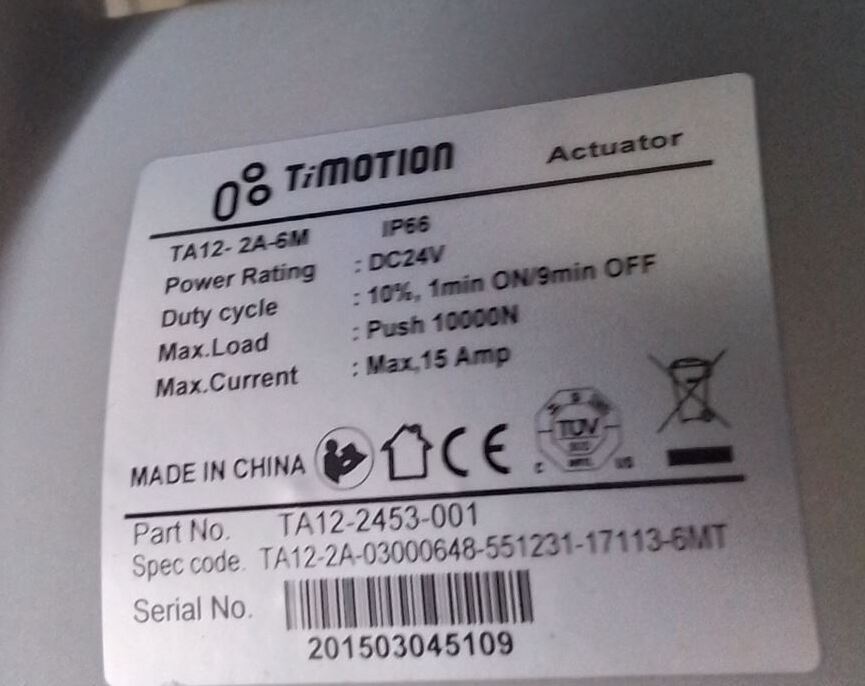 TiMOTION Actuator
TA12- 2A-6M IP66
Power Rating : DC24V
Duty cycle : 10%, 1min ON/9min OFF
Max.Load : Push 10000N
Max.Current : Max,15 Amp
MADE IN CHINA CE TÜV
C US
Part No. TA12-2453-001
Spec code. TA12-2A-03000648-551231-17113-6MT
Serial No.
201503045109